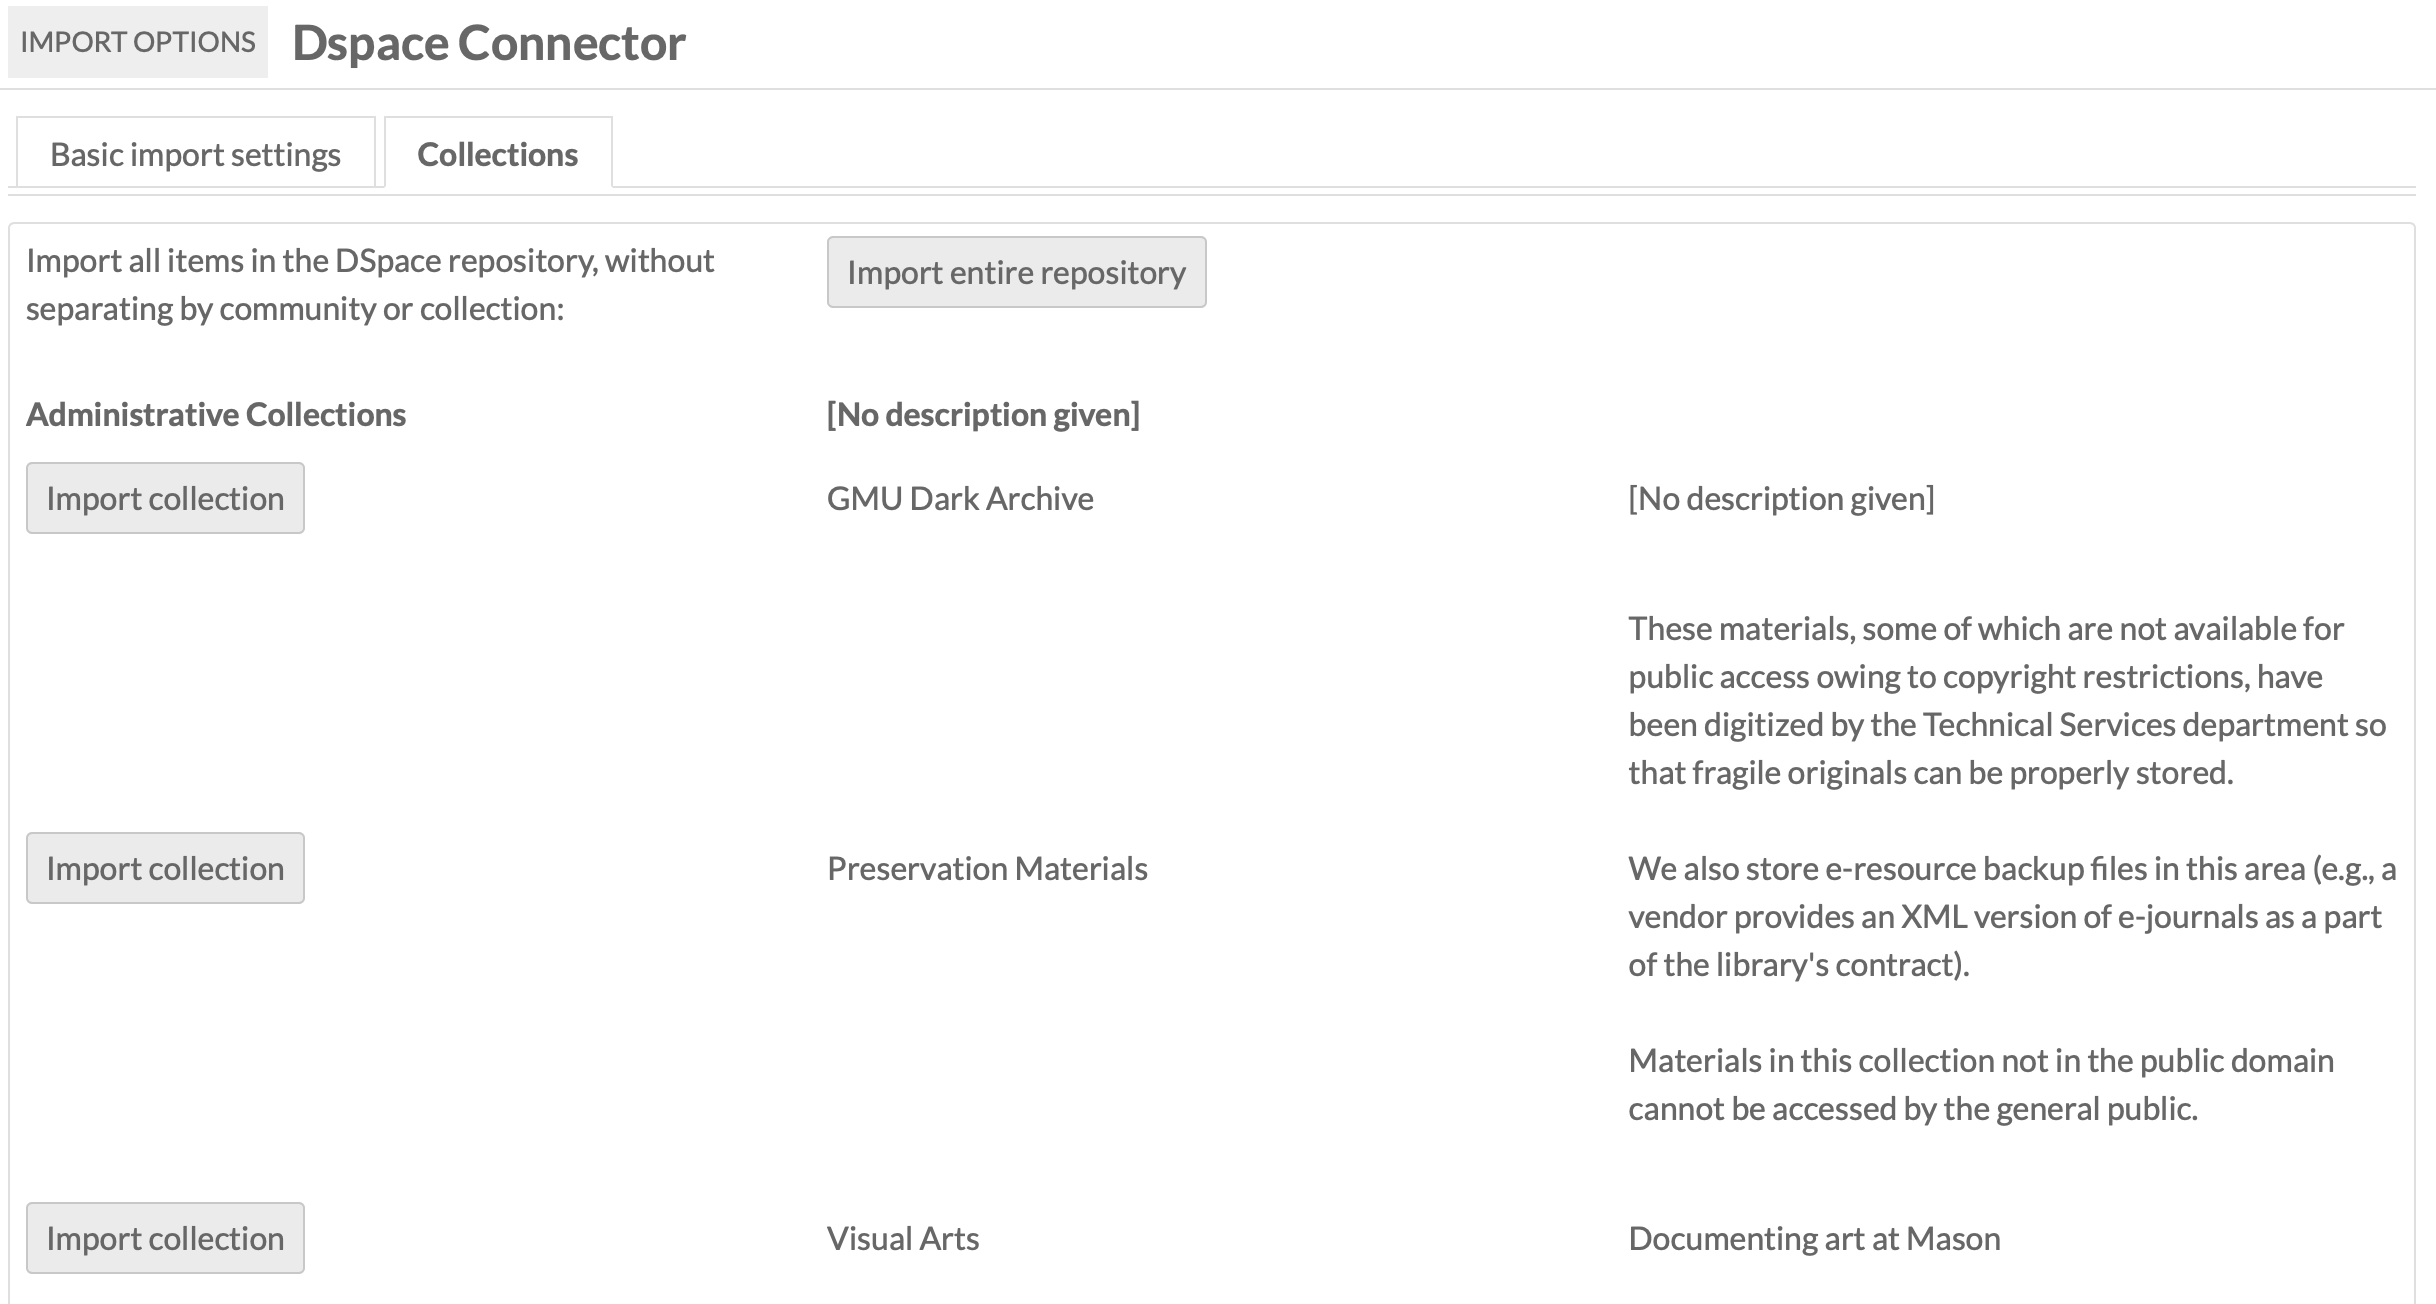 IMPORT OPTIONS Dspace Connector
Basic import settings Collections
Import all items in the DSpace repository, without
separating by community or collection:
Import entire repository
Administrative Collections [No description given]
Import collection GMU Dark Archive [No description given]
These materials, some of which are not available for
public access owing to copyright restrictions, have
been digitized by the Technical Services department so
that fragile originals can be properly stored.
Import collection Preservation Materials We also store e-resource backup files in this area (e.g., a
vendor provides an XML version of e-journals as a part
of the library's contract).
Materials in this collection not in the public domain
cannot be accessed by the general public.
Import collection Visual Arts Documenting art at Mason